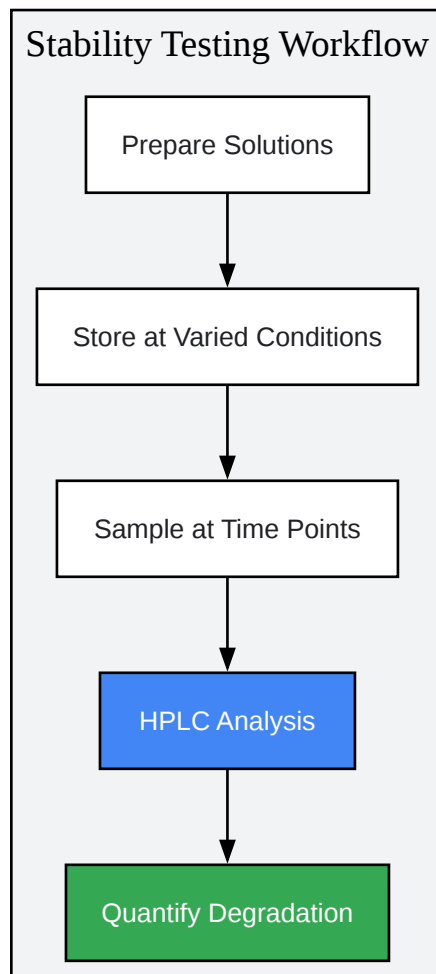 Stability Testing Workflow
Prepare Solutions
Store at Varied Conditions
Sample at Time Points
HPLC Analysis
Quantify Degradation